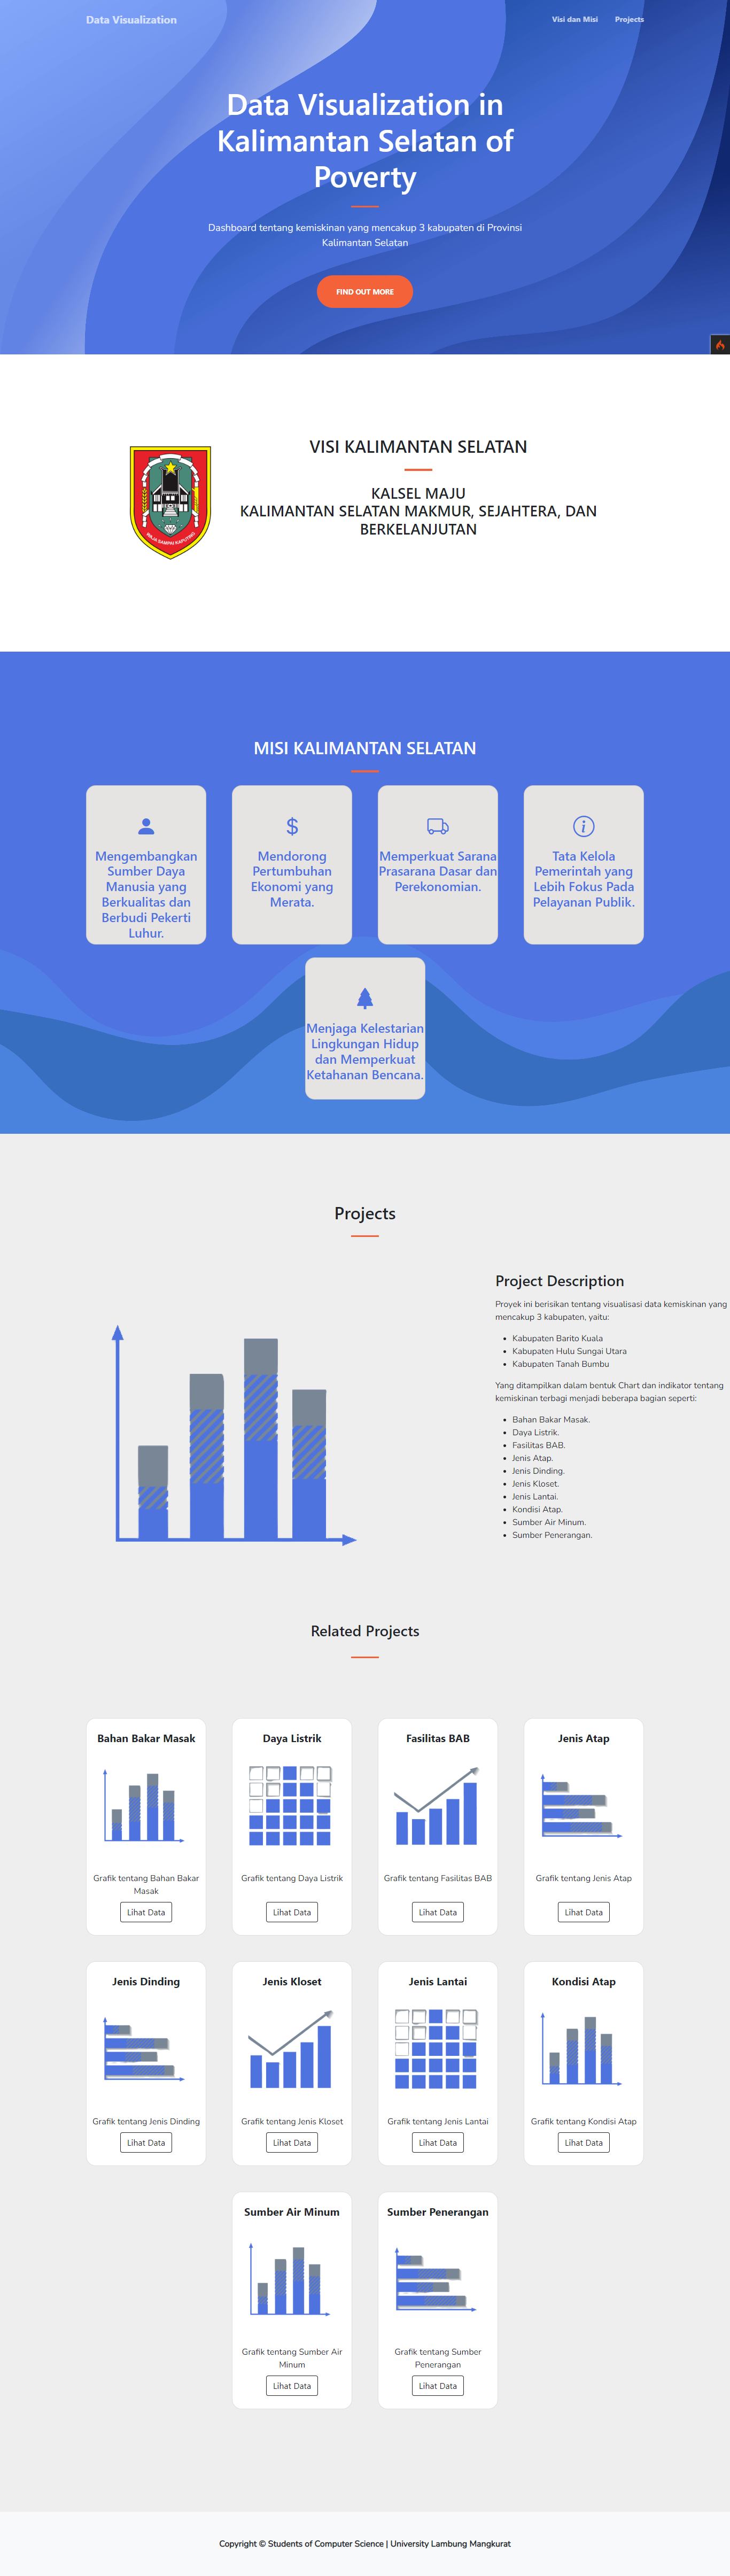 Data Visualization
Visi dan Misi
Projects
Data Visualization in
Kalimantan Selatan of
Poverty
Dashboard tentang kemiskinan yang mencakup 3 kabupaten di Provinsi
Kalimantan Selatan
FIND OUT MORE
WAJA SAMPAI KAPUTING
VISI KALIMANTAN SELATAN
KALSEL MAJU
KALIMANTAN SELATAN MAKMUR, SEJAHTERA, DAN
BERKELANJUTAN
MISI KALIMANTAN SELATAN
Mengembangkan
Sumber Daya
Manusia yang
Berkualitas dan
Berbudi Pekerti
Luhur.
Mendorong
Pertumbuhan
Ekonomi yang
Merata.
Memperkuat Sarana
Prasarana Dasar dan
Perekonomian.
Tata Kelola
Pemerintah yang
Lebih Fokus Pada
Pelayanan Publik.
Menjaga Kelestarian
Lingkungan Hidup
dan Memperkuat
Ketahanan Bencana.
Projects
Project Description
Proyek ini berisikan tentang visualisasi data kemiskinan yang
mencakup 3 kabupaten, yaitu:
• Kabupaten Barito Kuala
• Kabupaten Hulu Sungai Utara
• Kabupaten Tanah Bumbu
Yang ditampilkan dalam bentuk Chart dan indikator tentang
kemiskinan terbagi menjadi beberapa bagian seperti:
• Bahan Bakar Masak.
• Daya Listrik.
• Fasilitas BAB.
• Jenis Atap.
• Jenis Dinding.
• Jenis Kloset.
• Jenis Lantai.
• Kondisi Atap.
• Sumber Air Minum.
• Sumber Penerangan.
Related Projects
Bahan Bakar Masak
Grafik tentang Bahan Bakar
Masak
Lihat Data
Daya Listrik
Grafik tentang Daya Listrik
Lihat Data
Fasilitas BAB
Grafik tentang Fasilitas BAB
Lihat Data
Jenis Atap
Grafik tentang Jenis Atap
Lihat Data
Jenis Dinding
Grafik tentang Jenis Dinding
Lihat Data
Jenis Kloset
Grafik tentang Jenis Kloset
Lihat Data
Jenis Lantai
Grafik tentang Jenis Lantai
Lihat Data
Kondisi Atap
Grafik tentang Kondisi Atap
Lihat Data
Sumber Air Minum
Grafik tentang Sumber Air
Minum
Lihat Data
Sumber Penerangan
Grafik tentang Sumber
Penerangan
Lihat Data
Copyright © Students of Computer Science | University Lambung Mangkurat